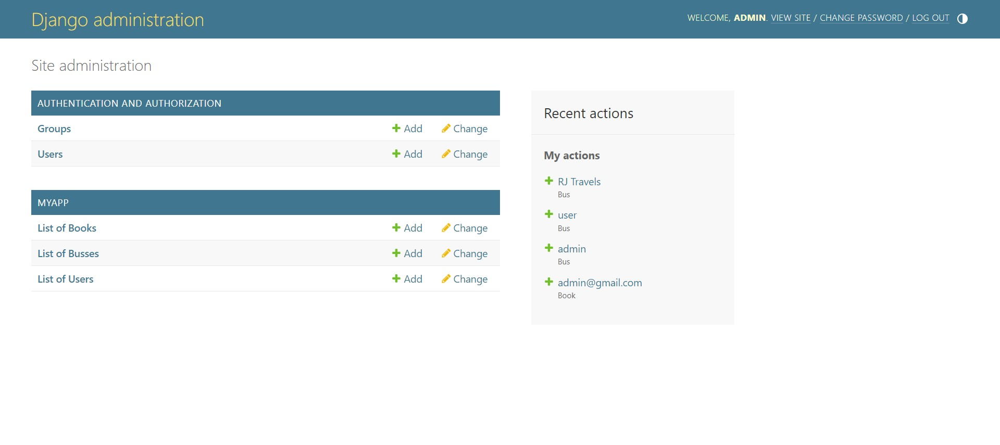 Django administration
WELCOME, ADMIN. VIEW SITE / CHANGE PASSWORD / LOG OUT
Site administration
AUTHENTICATION AND AUTHORIZATION
Groups Add Change
Users Add Change
MYAPP
List of Books Add Change
List of Busses Add Change
List of Users Add Change
Recent actions
My actions
RJ Travels
Bus
user
Bus
admin
Bus
admin@gmail.com
Book